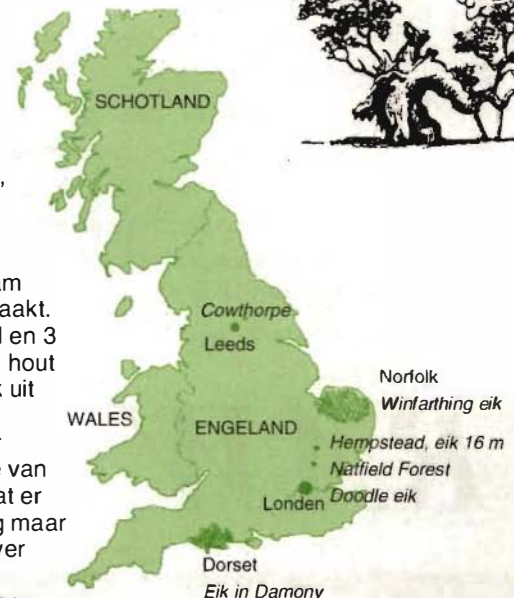 SCHOTLAND
am
aakt.
d en 3
hout
k uit
e van
at er
g maar
ver
Cowthorpe
Leeds
WALES
ENGELAND
Norfolk
Winfarthing eik
Hempstead, eik 16 m
Natfield Forest
Londen
Doodle eik
Dorset
Eik in Damony